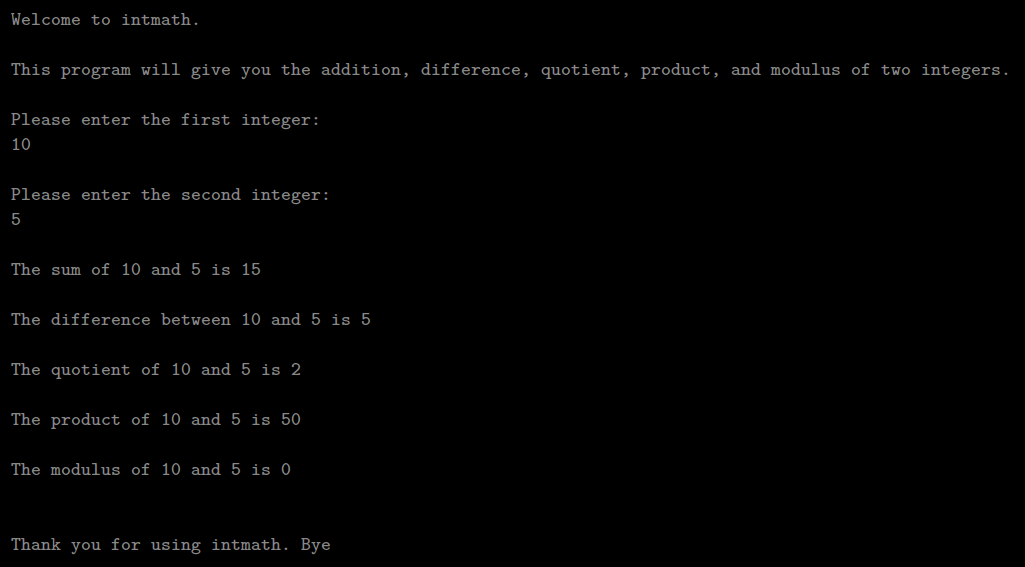 Welcome to intmath.
This program will give you the addition, difference, quotient, product, and modulus of two integers.
Please enter the first integer:
10
Please enter the second integer:
5
The sum of 10 and 5 is 15
The difference between 10 and 5 is 5
The quotient of 10 and 5 is 2
The product of 10 and 5 is 50
The modulus of 10 and 5 is 0
Thank you for using intmath. Bye